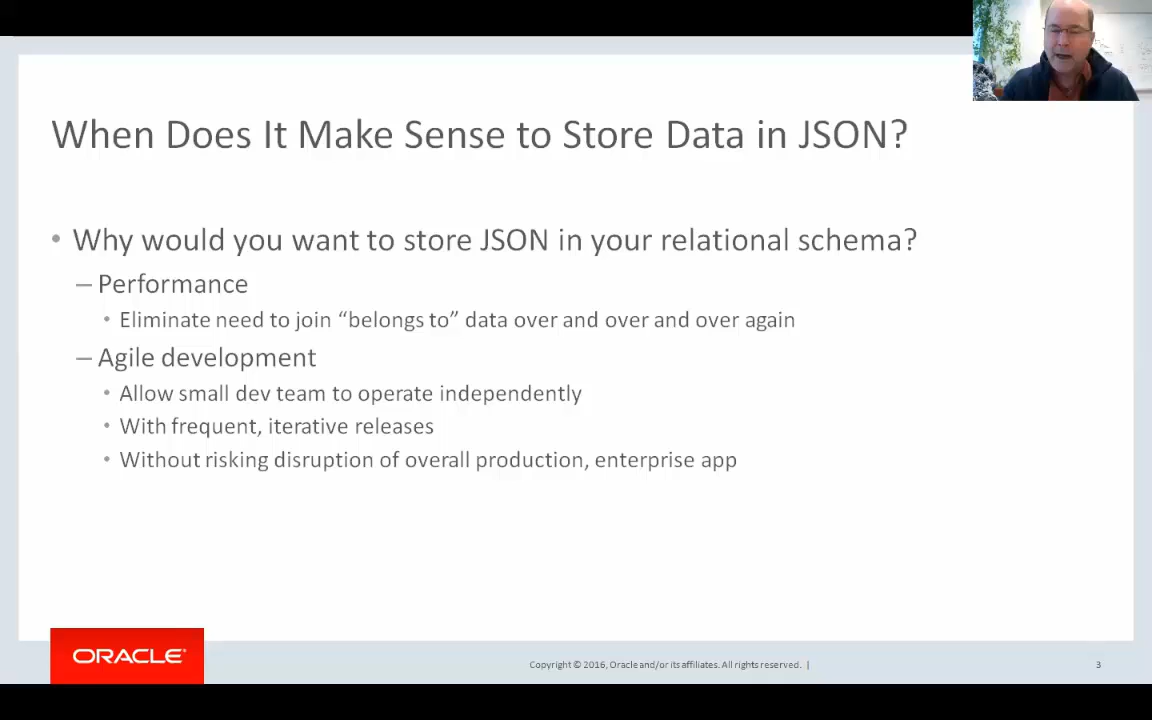 When Does It Make Sense to Store Data in JSON?
• Why would you want to store JSON in your relational schema?
– Performance
• Eliminate need to join “belongs to” data over and over and over again
– Agile development
• Allow small dev team to operate independently
• With frequent, iterative releases
• Without risking disruption of overall production, enterprise app
ORACLE®
Copyright © 2016, Oracle and/or its affiliates. All rights reserved. |
3